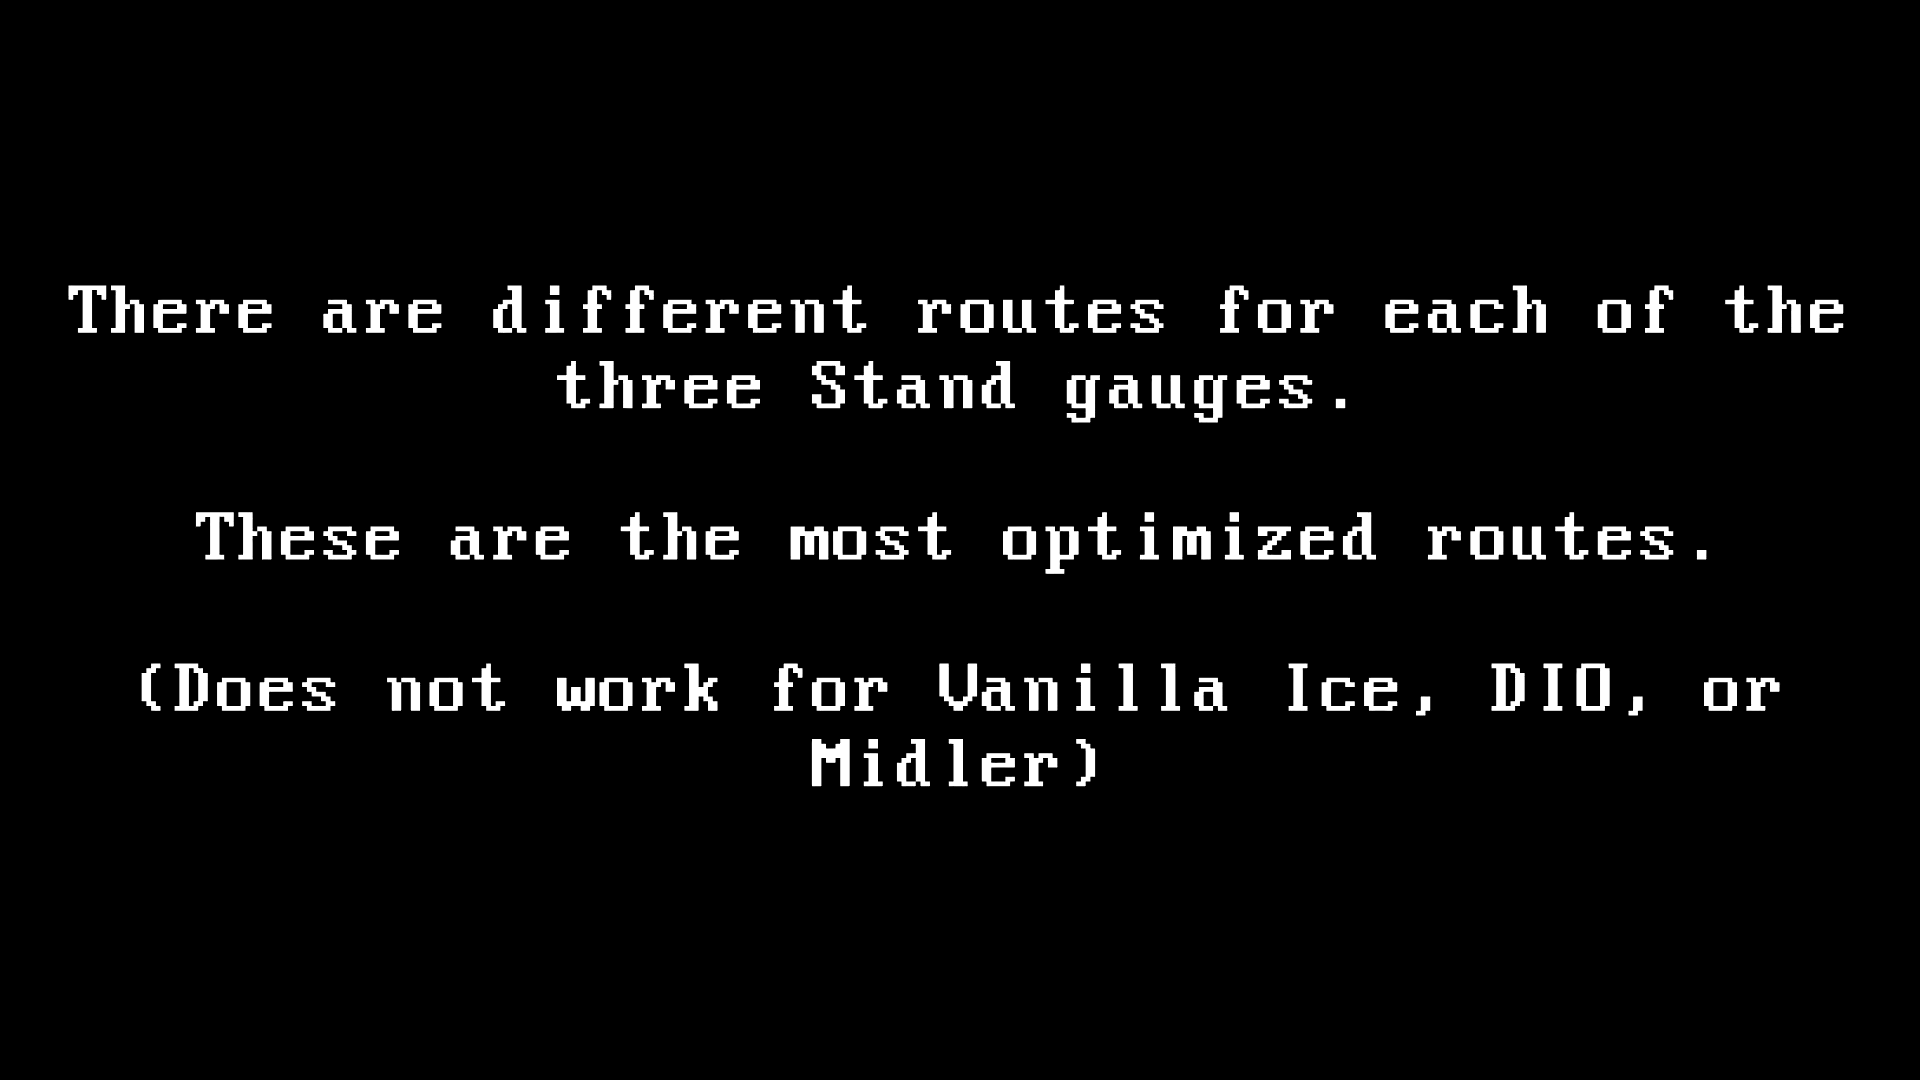 There are different routes for each of the
three Stand gauges.
These are the most optimized routes.
(Does not work for Vanilla Ice, DIO, or
Midler)